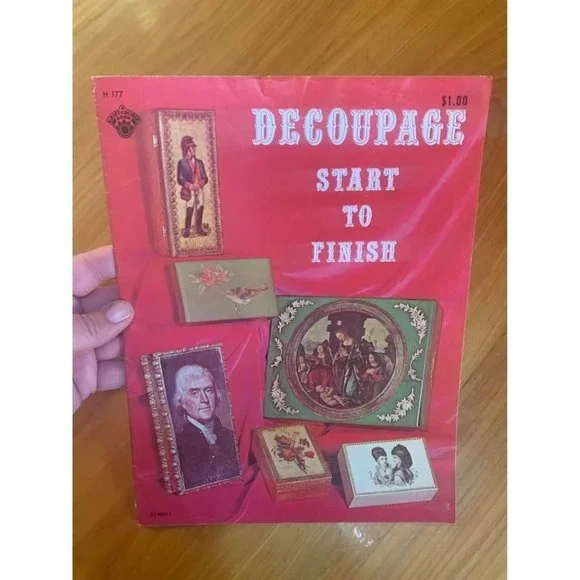 H 177
$1.00
DECOUPAGE
START
TO
FINISH